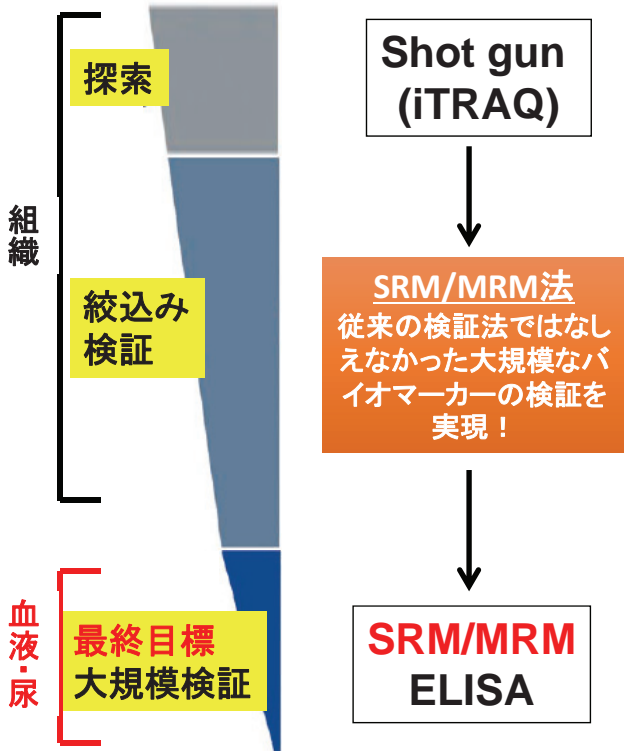 探索
Shot gun
(iTRAQ)
組織
絞込み
検証
SRM/MRM法
従来の検証法ではなし
えなかった大規模なバ
イオマーカーの検証を
実現！
血液・尿
最終目標
大規模検証
SRM/MRM
ELISA